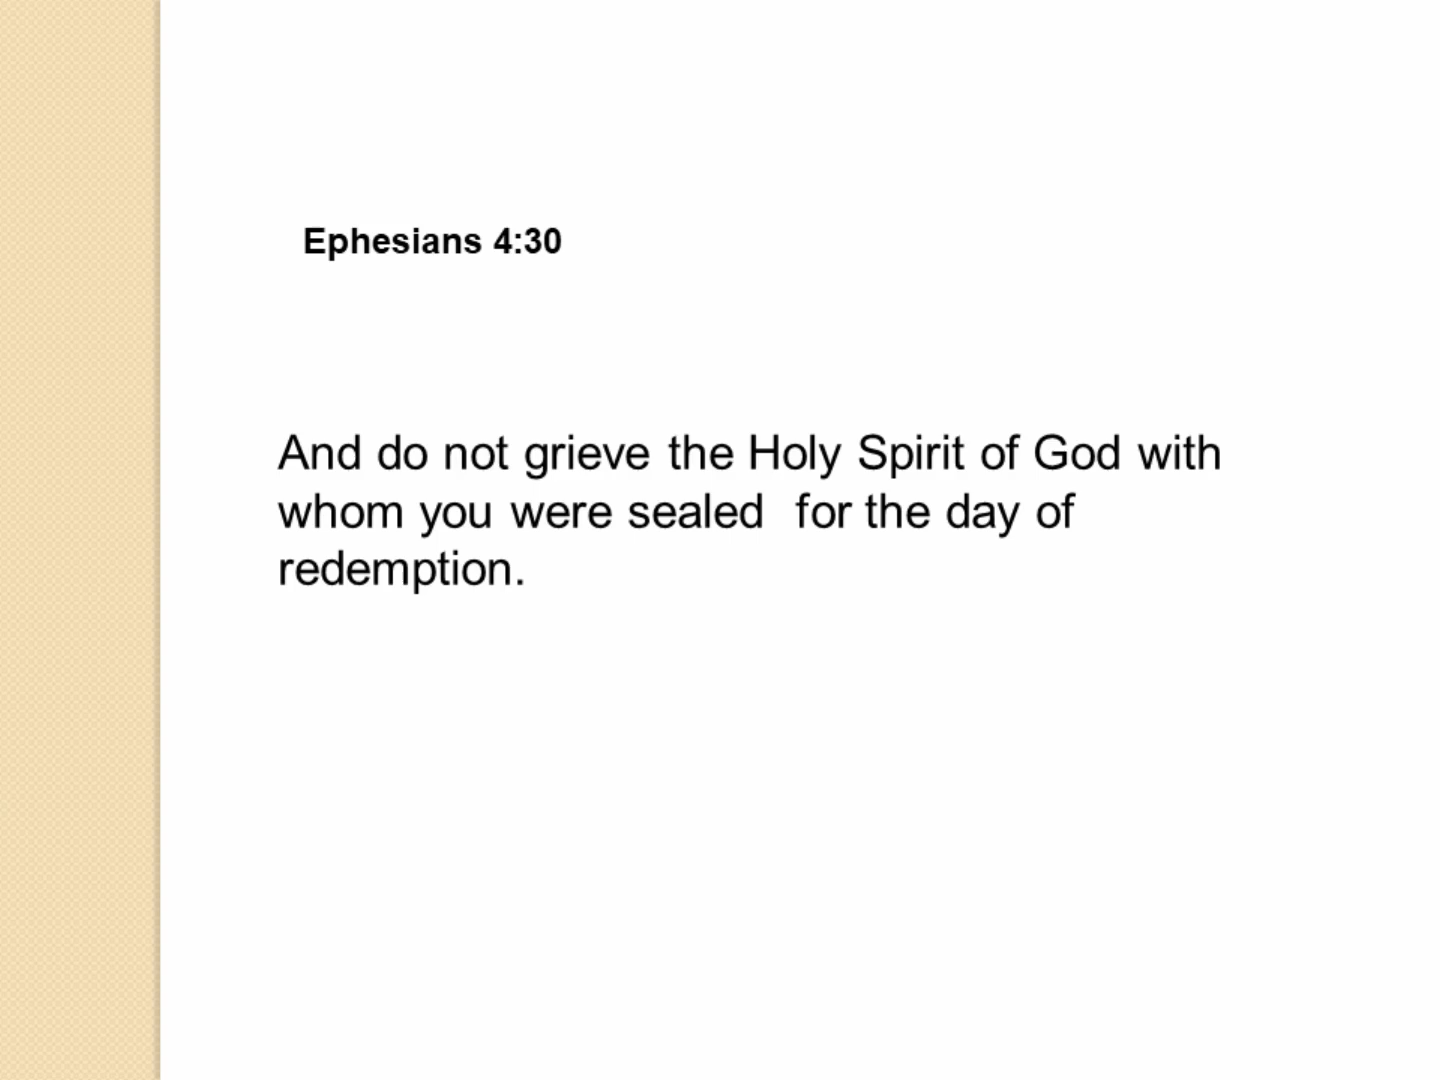 Ephesians 4:30
And do not grieve the Holy Spirit of God with
whom you were sealed  for the day of
redemption.